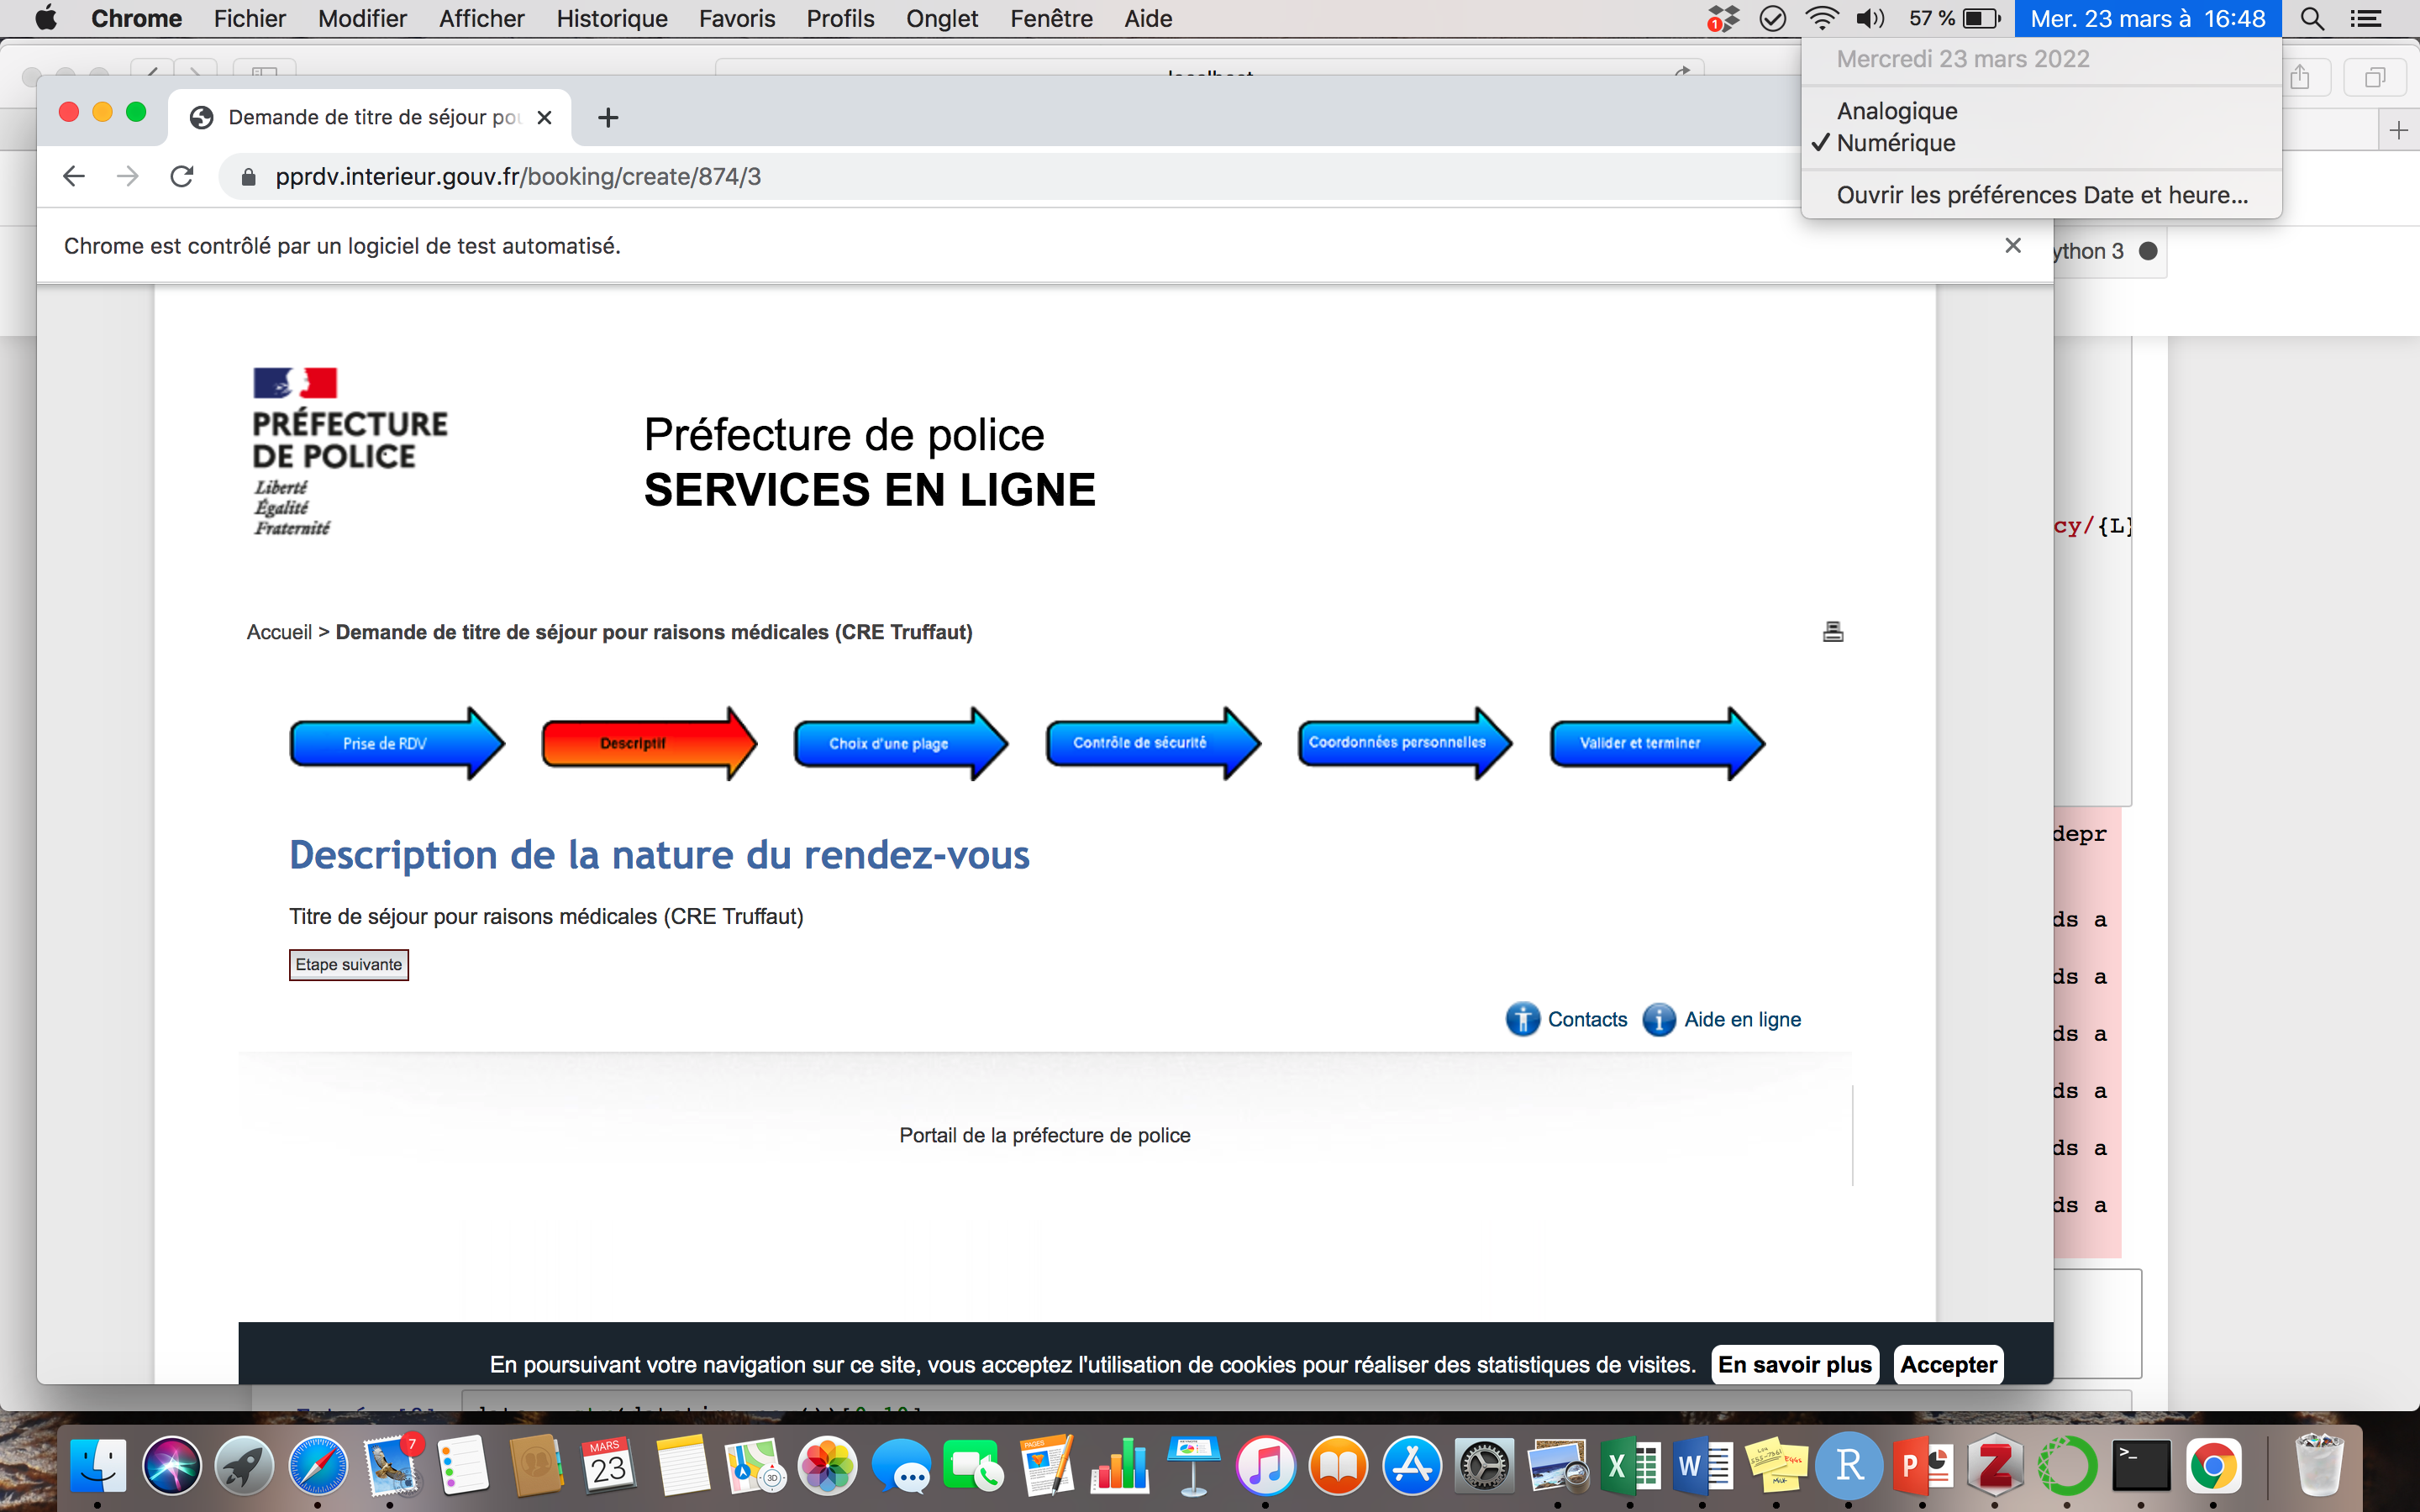 Chrome Fichier Modifier Afficher Historique Favoris Profils Onglet Fenêtre Aide 1 57 % Mer. 23 mars à 16:48
Mercredi 23 mars 2022
Analogique
✓ Numérique
Ouvrir les préférences Date et heure...
Demande de titre de séjour
pprdv.interieur.gouv.fr/booking/create/874/3
Chrome est contrôlé par un logiciel de test automatisé.
ython 3
PRÉFECTURE
DE POLICE
Liberté
Égalité
Fraternité
Préfecture de police
SERVICES EN LIGNE
cy/{L}
Accueil > Demande de titre de séjour pour raisons médicales (CRE Truffaut)
Prise de RDV
Descriptif
Choix d'une plage
Contrôle de sécurité
Coordonnées personnelles
Valider et terminer
depr
Description de la nature du rendez-vous
Titre de séjour pour raisons médicales (CRE Truffaut)
ds a
Etape suivante
ds a
Contacts
Aide en ligne
ds a
ds a
Portail de la préfecture de police
ds a
ds a
En poursuivant votre navigation sur ce site, vous acceptez l'utilisation de cookies pour réaliser des statistiques de visites. En savoir plus Accepter
7
MARS
23
3D
PAGES
X
W
R
P
Z
>_